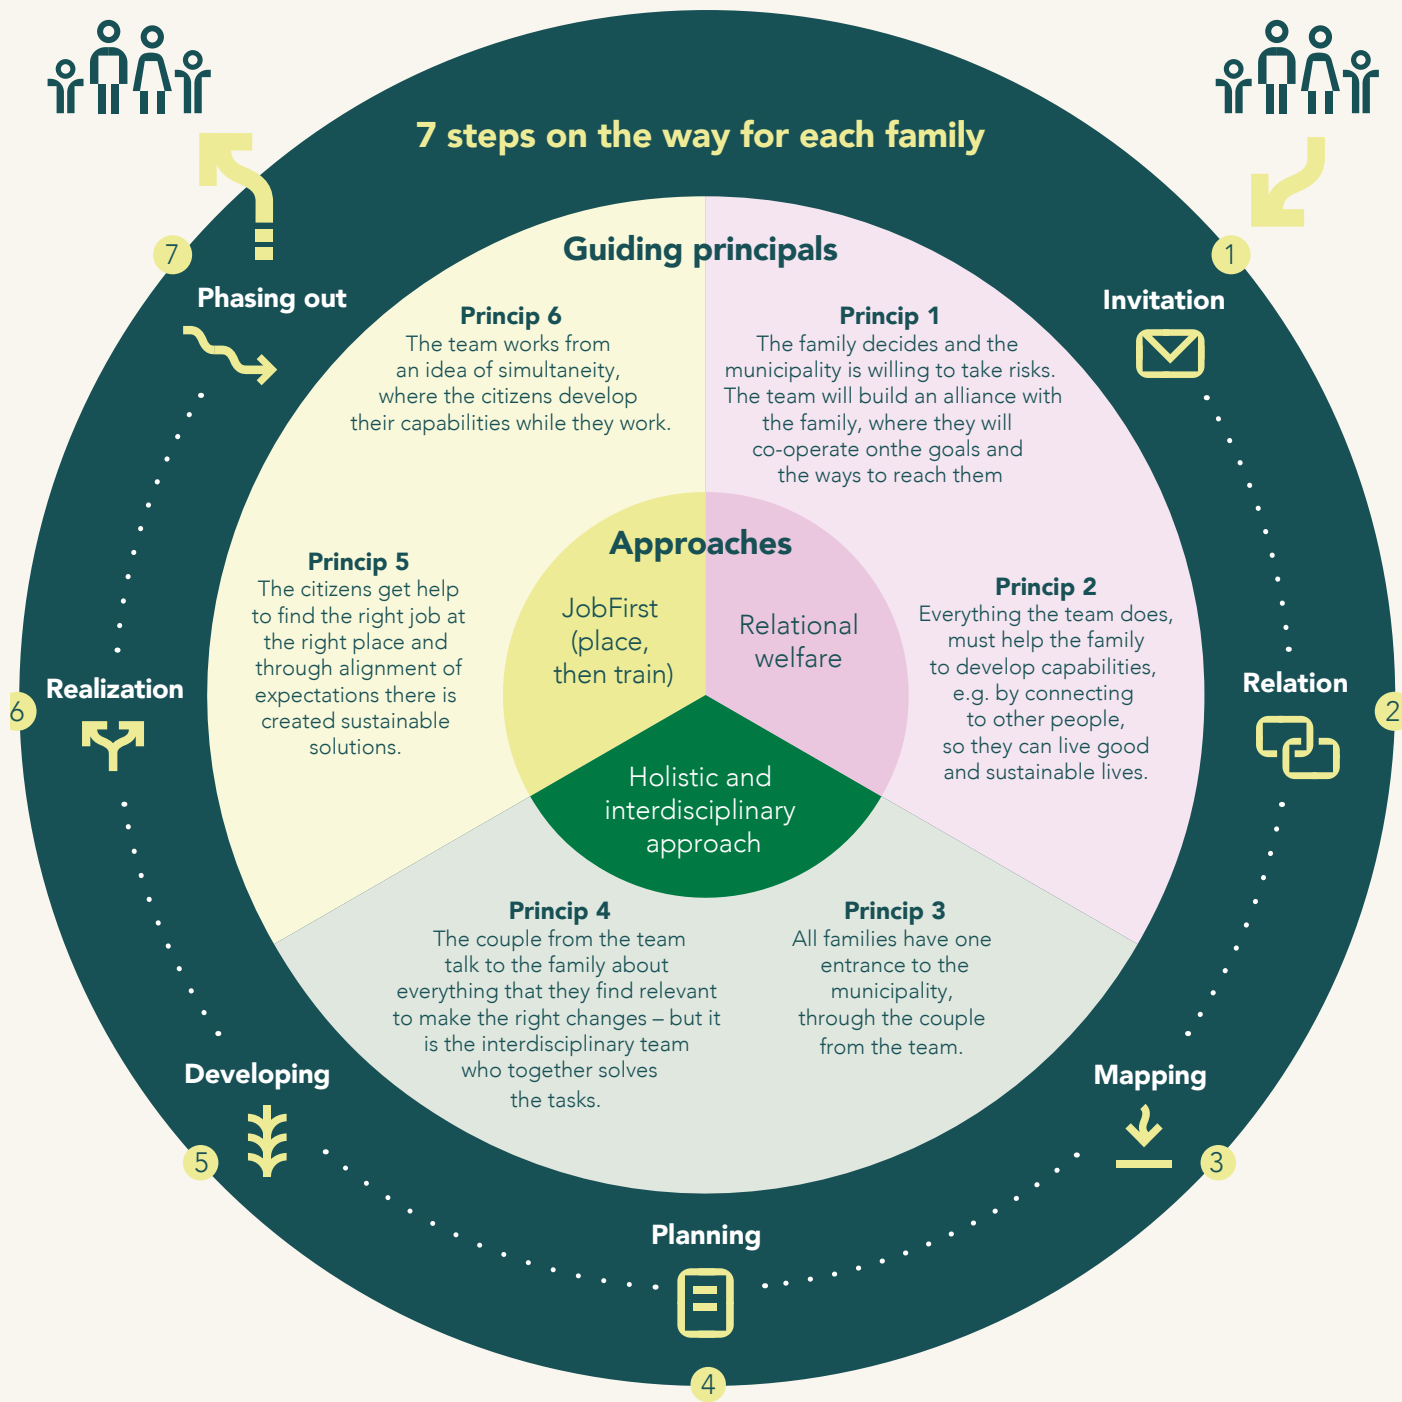 7 steps on the way for each family
1
Invitation
2
Relation
3
Mapping
4
Planning
5
Developing
6
Realization
7
Phasing out
Guiding principals
Princip 1
The family decides and the
municipality is willing to take risks.
The team will build an alliance with
the family, where they will
co-operate onthe goals and
the ways to reach them
Princip 2
Everything the team does,
must help the family
to develop capabilities,
e.g. by connecting
to other people,
so they can live good
and sustainable lives.
Princip 3
All families have one
entrance to the
municipality,
through the couple
from the team.
Princip 4
The couple from the team
talk to the family about
everything that they find relevant
to make the right changes – but it
is the interdisciplinary team
who together solves
the tasks.
Princip 5
The citizens get help
to find the right job at
the right place and
through alignment of
expectations there is
created sustainable
solutions.
Princip 6
The team works from
an idea of simultaneity,
where the citizens develop
their capabilities while they work.
Approaches
JobFirst
(place,
then train)
Relational
welfare
Holistic and
interdisciplinary
approach